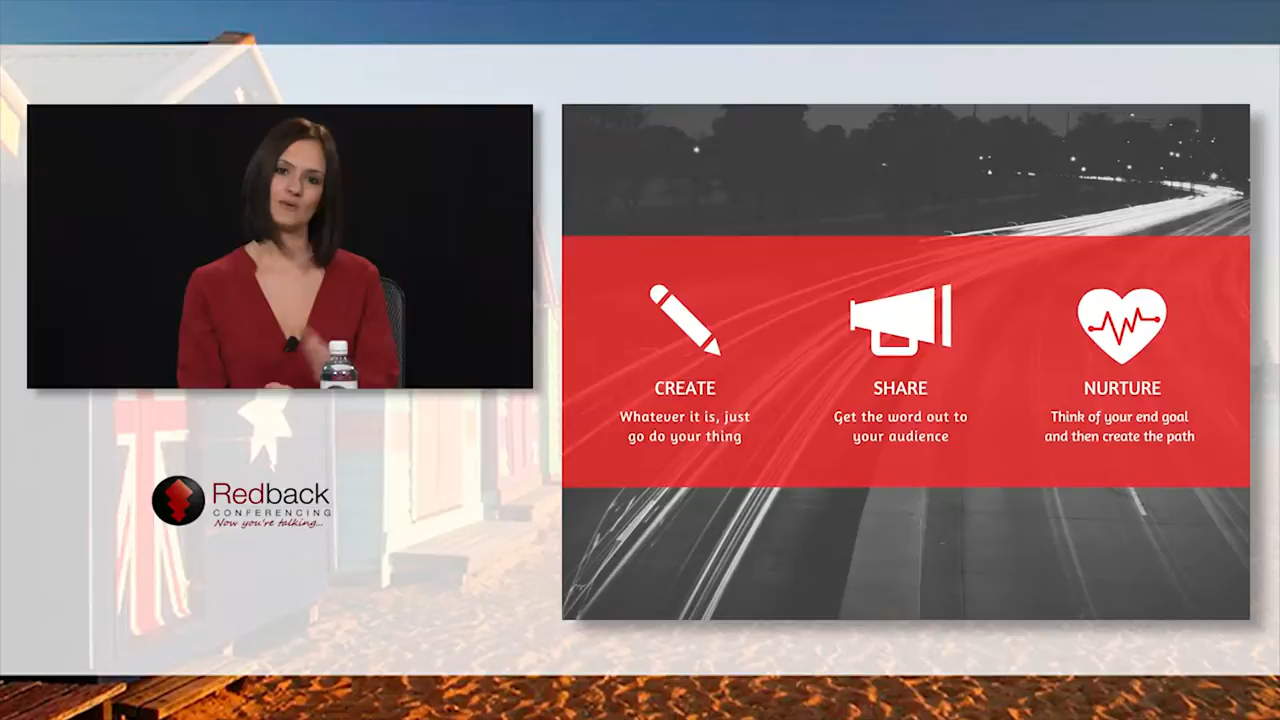 CREATE
Whatever it is, just
go do your thing
SHARE
Get the word out to
your audience
NURTURE
Think of your end goal
and then create the path
Redback
CONFERENCING
Now you're talking...